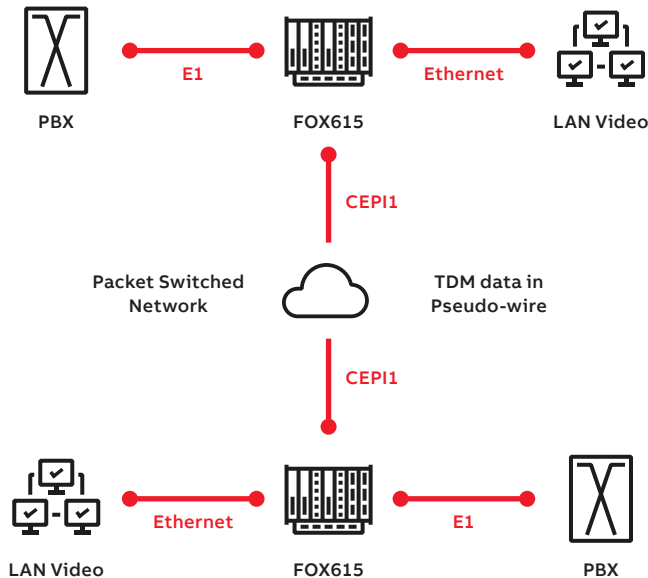 E1
Ethernet
PBX
FOX615
LAN Video
CEPI1
Packet Switched
Network
TDM data in
Pseudo-wire
CEPI1
Ethernet
E1
LAN Video
FOX615
PBX